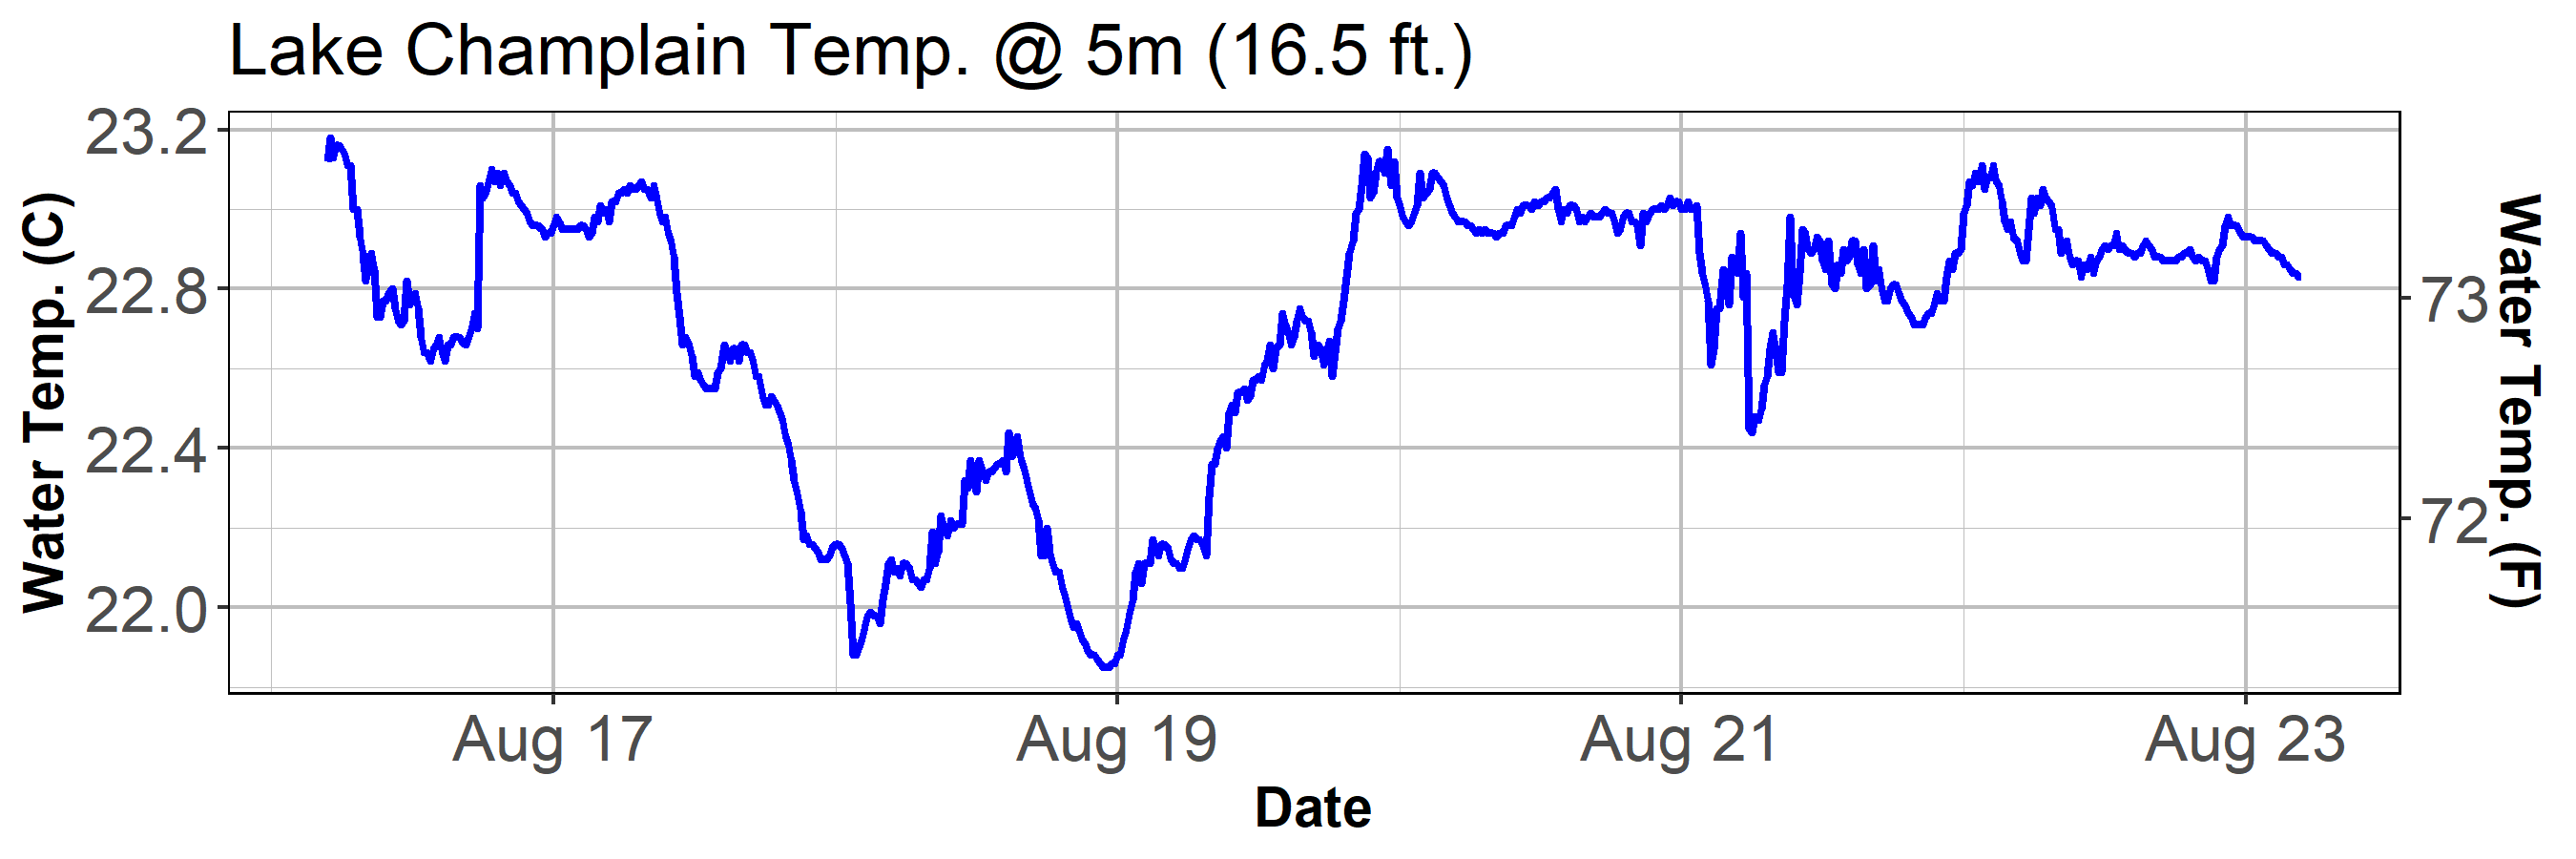 Lake Champlain Temp. @ 5m (16.5 ft.)
Water Temp. (C)
23.2
22.8
22.4
22.0
73
72
Water Temp. (F)
Aug 17
Aug 19
Aug 21
Aug 23
Date